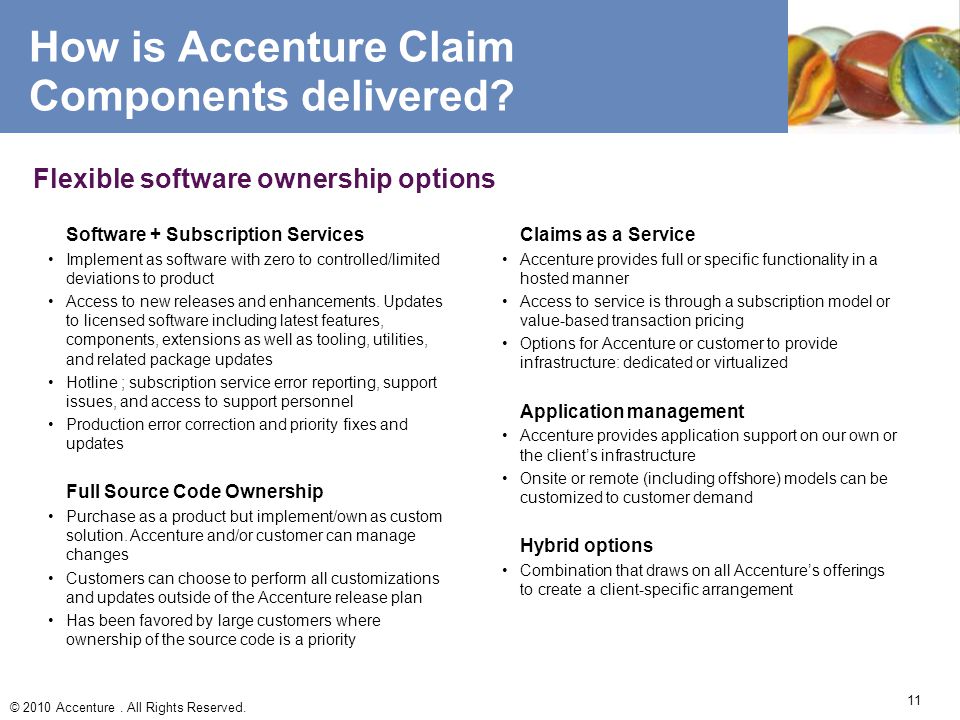 How is Accenture Claim
Components delivered?
Flexible software ownership options
Software + Subscription Services
• Implement as software with zero to controlled/limited
deviations to product
• Access to new releases and enhancements. Updates
to licensed software including latest features,
components, extensions as well as tooling, utilities,
and related package updates
• Hotline ; subscription service error reporting, support
issues, and access to support personnel
• Production error correction and priority fixes and
updates
Full Source Code Ownership
• Purchase as a product but implement/own as custom
solution. Accenture and/or customer can manage
changes
• Customers can choose to perform all customizations
and updates outside of the Accenture release plan
• Has been favored by large customers where
ownership of the source code is a priority
Claims as a Service
• Accenture provides full or specific functionality in a
hosted manner
• Access to service is through a subscription model or
value-based transaction pricing
• Options for Accenture or customer to provide
infrastructure: dedicated or virtualized
Application management
• Accenture provides application support on our own or
the client’s infrastructure
• Onsite or remote (including offshore) models can be
customized to customer demand
Hybrid options
• Combination that draws on all Accenture’s offerings
to create a client-specific arrangement
© 2010 Accenture . All Rights Reserved.
11